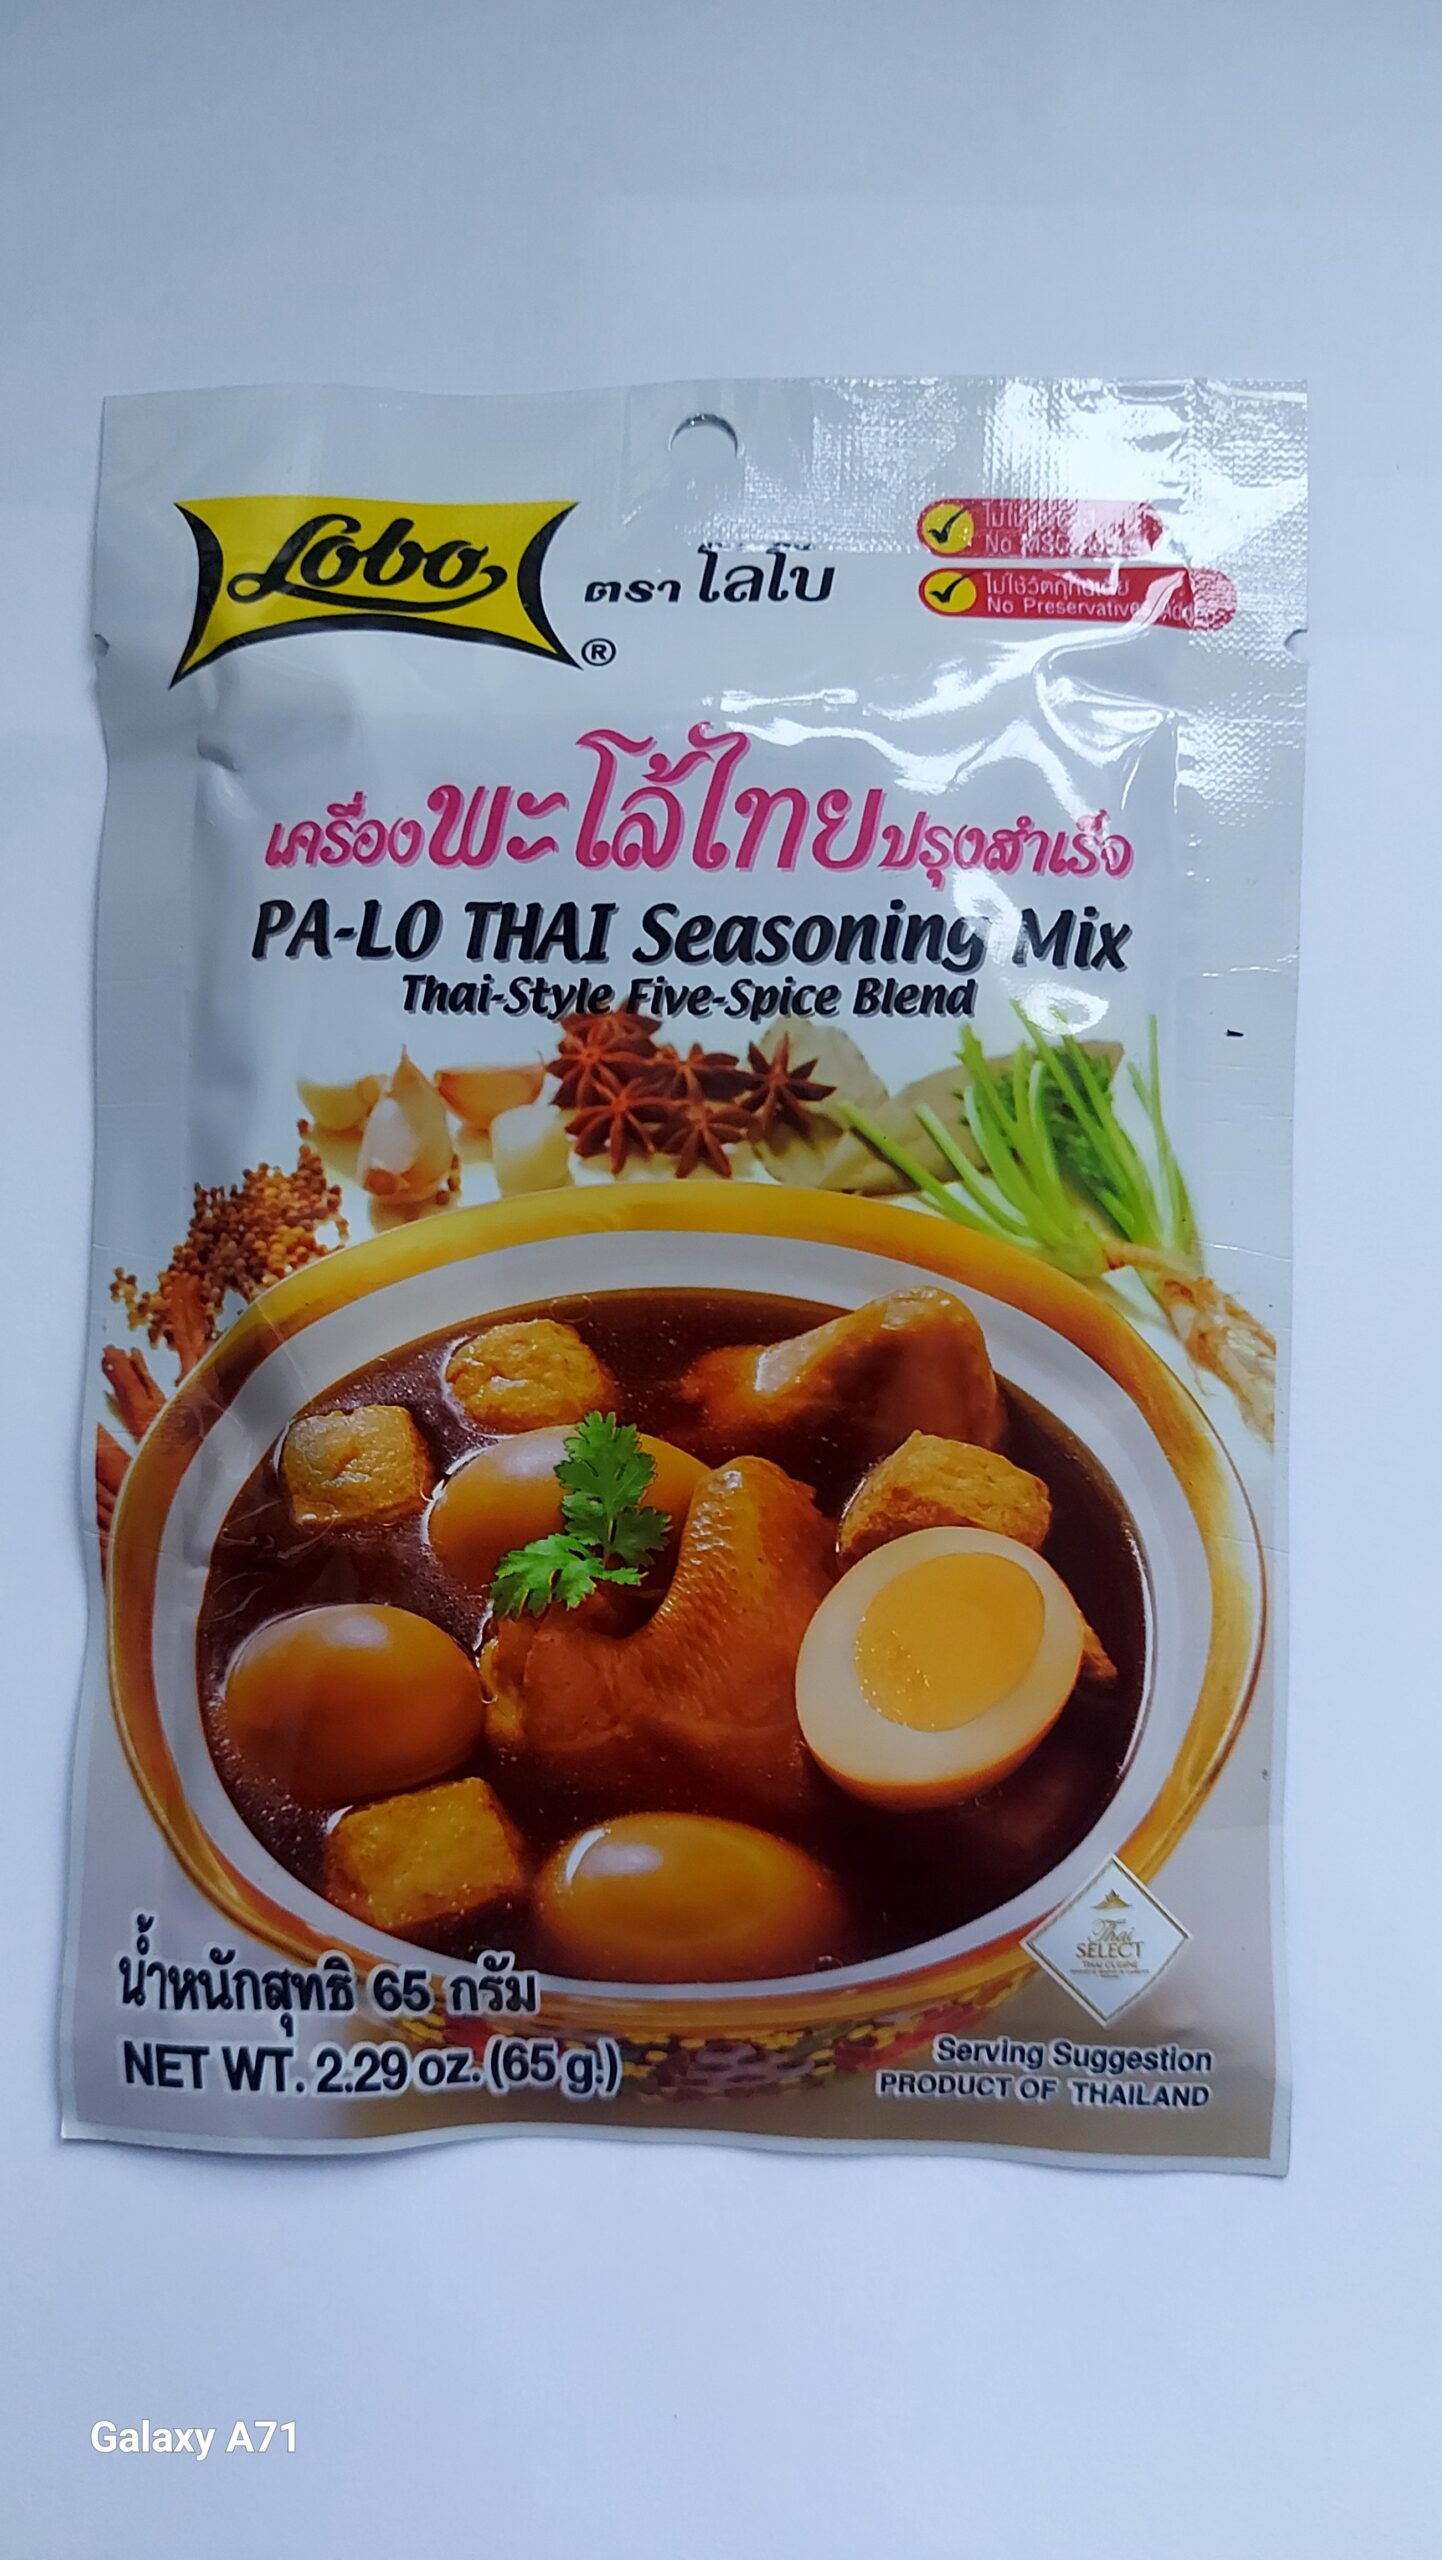 Lobo
®
ตรา โลโบ
No MSG
ไม่ใช้วัตถุกันเสีย
No Preservatives Added
เครื่องพะโล้ไทยปรุงสำเร็จ
PA-LO THAI Seasoning Mix
Thai-Style Five-Spice Blend
Thai
SELECT
THAI CUISINE
น้ำหนักสุทธิ 65 กรัม
NET WT. 2.29 oz. (65 g.)
Serving Suggestion
PRODUCT OF THAILAND
Galaxy A71